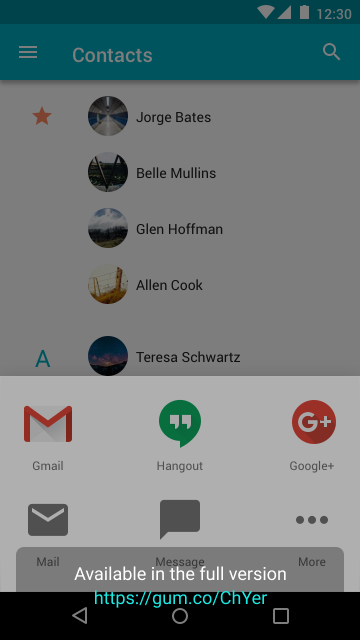 12:30
Contacts
Jorge Bates
Belle Mullins
Glen Hoffman
Allen Cook
A
Teresa Schwartz
G+
Gmail
Hangout
Google+
Mail
Message
More
Available in the full version
https://gum.co/ChYer